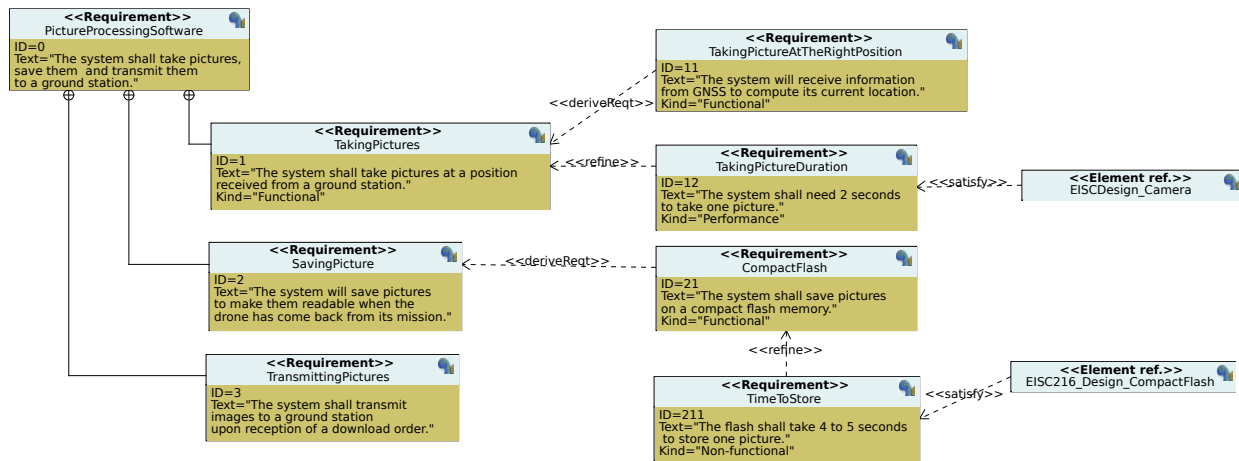 <<Requirement>>
PictureProcessingSoftware
ID=0
Text="The system shall take pictures,
save them  and transmit them
to a ground station."
<<Requirement>>
TakingPictureAtTheRightPosition
ID=11
Text="The system will receive information
from GNSS to compute its current location."
Kind="Functional"
<<deriveReqt>>
<<Requirement>>
TakingPictures
ID=1
Text="The system shall take pictures at a position
received from a ground station."
Kind="Functional"
<<refine>>
<<Requirement>>
TakingPictureDuration
ID=12
Text="The system shall need 2 seconds
to take one picture."
Kind="Performance"
<<satisfy>>
<<Element ref.>>
EISCDesign_Camera
<<Requirement>>
SavingPicture
ID=2
Text="The system will save pictures
to make them readable when the
drone has come back from its mission."
<<deriveReqt>>
<<Requirement>>
CompactFlash
ID=21
Text="The system shall save pictures
on a compact flash memory."
Kind="Functional"
<<refine>>
<<Requirement>>
TransmittingPictures
ID=3
Text="The system shall transmit
images to a ground station
upon reception of a download order."
<<Requirement>>
TimeToStore
ID=211
Text="The flash shall take 4 to 5 seconds
 to store one picture."
Kind="Non-functional"
<<satisfy>>
<<Element ref.>>
EISC216_Design_CompactFlash